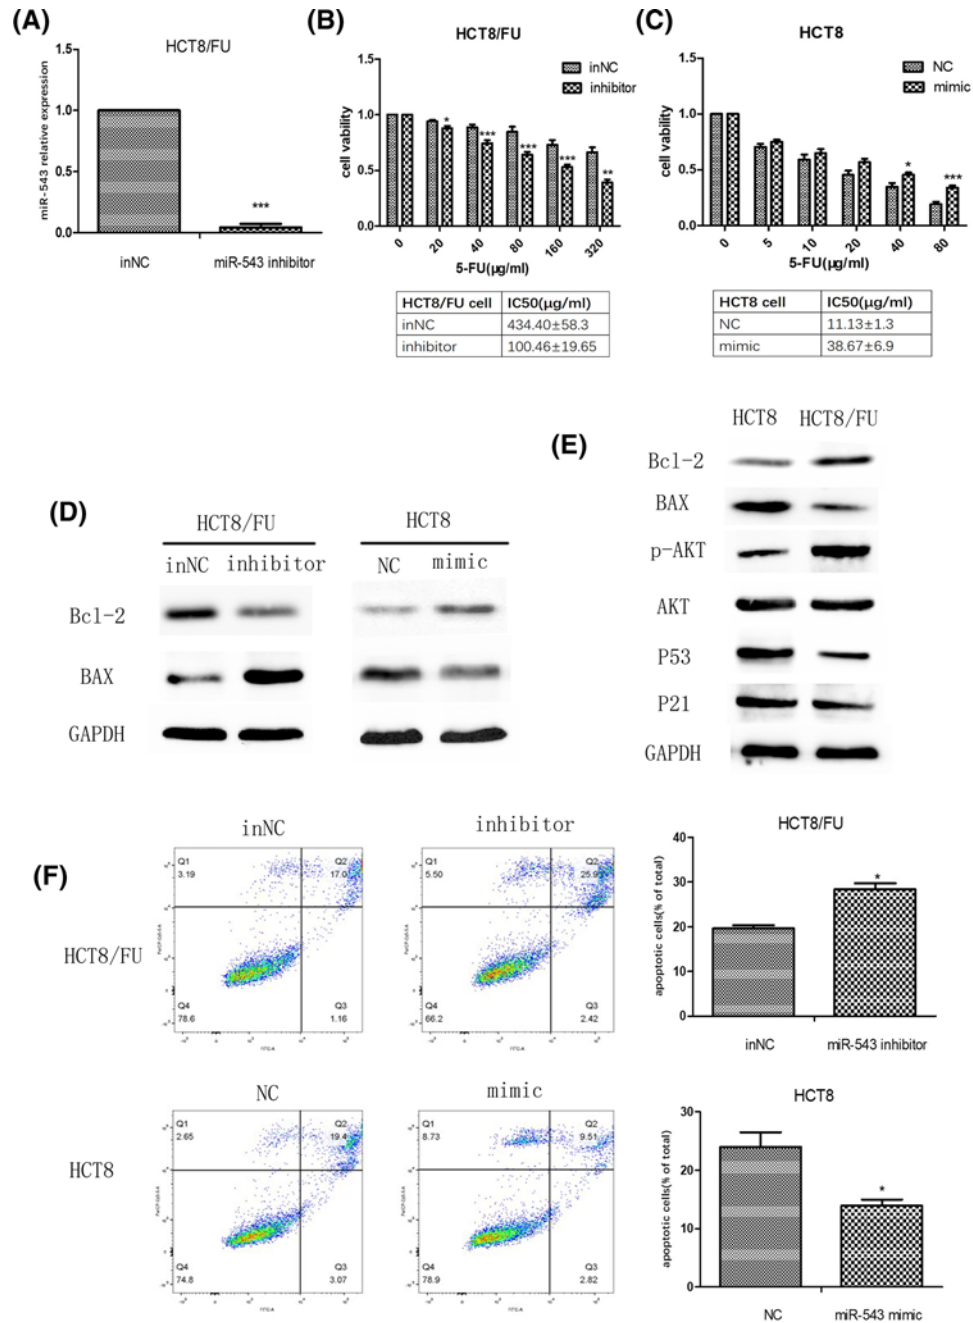 (A)
HCT8/FU
miR-543 relative expression
1.5
1.0
0.5
0.0
***
inNC
miR-543 inhibitor
(B)
HCT8/FU
inNC
inhibitor
cell viability
1.5
1.0
0.5
0.0
*
***
***
***
**
0 20 40 80 160 320
5-FU(μg/ml)
HCT8/FU cell IC50(μg/ml)
inNC 434.40±58.3
inhibitor 100.46±19.65
(C)
HCT8
NC
mimic
cell viability
1.5
1.0
0.5
0.0
*
***
0 5 10 20 40 80
5-FU(μg/ml)
HCT8 cell IC50(μg/ml)
NC 11.13±1.3
mimic 38.67±6.9
(D)
HCT8/FU HCT8
inNC inhibitor NC mimic
Bcl-2
BAX
GAPDH
(E)
HCT8 HCT8/FU
Bcl-2
BAX
p-AKT
AKT
P53
P21
GAPDH
(F)
HCT8/FU
inNC
Q1
3.19
Q2
17.0
Q4
78.6
Q3
1.16
FITC-A
inhibitor
Q1
5.50
Q2
25.9
Q4
66.2
Q3
2.42
FITC-A
HCT8/FU
apoptotic cells(% of total)
40
30
20
10
0
*
inNC
miR-543 inhibitor
HCT8
NC
Q1
2.65
Q2
19.4
Q4
74.8
Q3
3.07
FITC-A
mimic
Q1
8.73
Q2
9.51
Q4
78.9
Q3
2.82
FITC-A
HCT8
apoptotic cells(% of total)
30
20
10
0
*
NC
miR-543 mimic